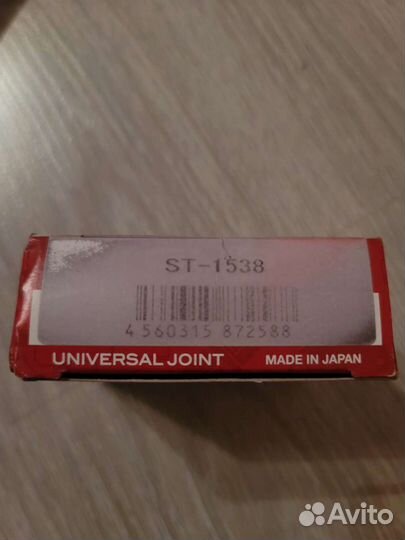 ST-1538
4 560315 872588
UNIVERSAL JOINT MADE IN JAPAN
Avito